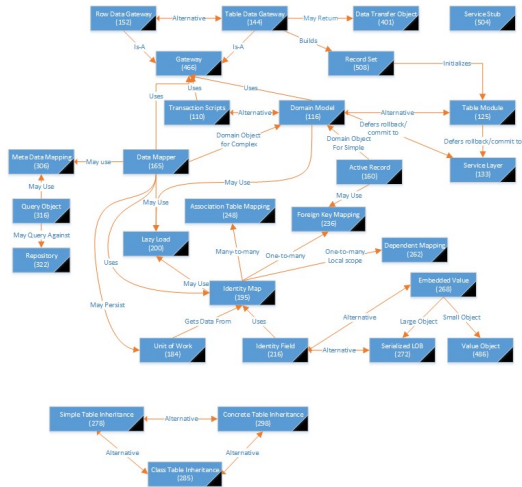 Row Data Gateway
(152)
Alternative
Table Data Gateway
(144)
May Return
Data Transfer Object
(401)
Service Stub
(504)
Is-A
Is-A
Builds
Gateway
(466)
Record Set
(508)
Initializes
Uses
Uses
Uses
Transaction Scripts
(110)
Alternative
Domain Model
(116)
Alternative
Table Module
(125)
Defers rollback/
commit to
Defers rollback/commit to
Domain Object
for Complex
Domain Object
For Simple
Meta Data Mapping
(306)
May use
Data Mapper
(165)
Active Record
(160)
Service Layer
(133)
May Use
May Use
May Use
May Use
Query Object
(316)
Association Table Mapping
(248)
Foreign Key Mapping
(236)
May Query Against
Lazy Load
(200)
Many-to-many
One-to-many
One-to-many
Local scope
Dependent Mapping
(262)
Repository
(322)
Uses
May Use
Identity Map
(195)
Embedded Value
(268)
May Persist
Gets Data From
Uses
Alternative
Large Object
Small Object
Unit of Work
(184)
Identity Field
(216)
Alternative
Serialized LOB
(272)
Value Object
(486)
Simple Table Inheritance
(278)
Alternative
Concrete Table Inheritance
(298)
Alternative
Alternative
Class Table Inheritance
(285)